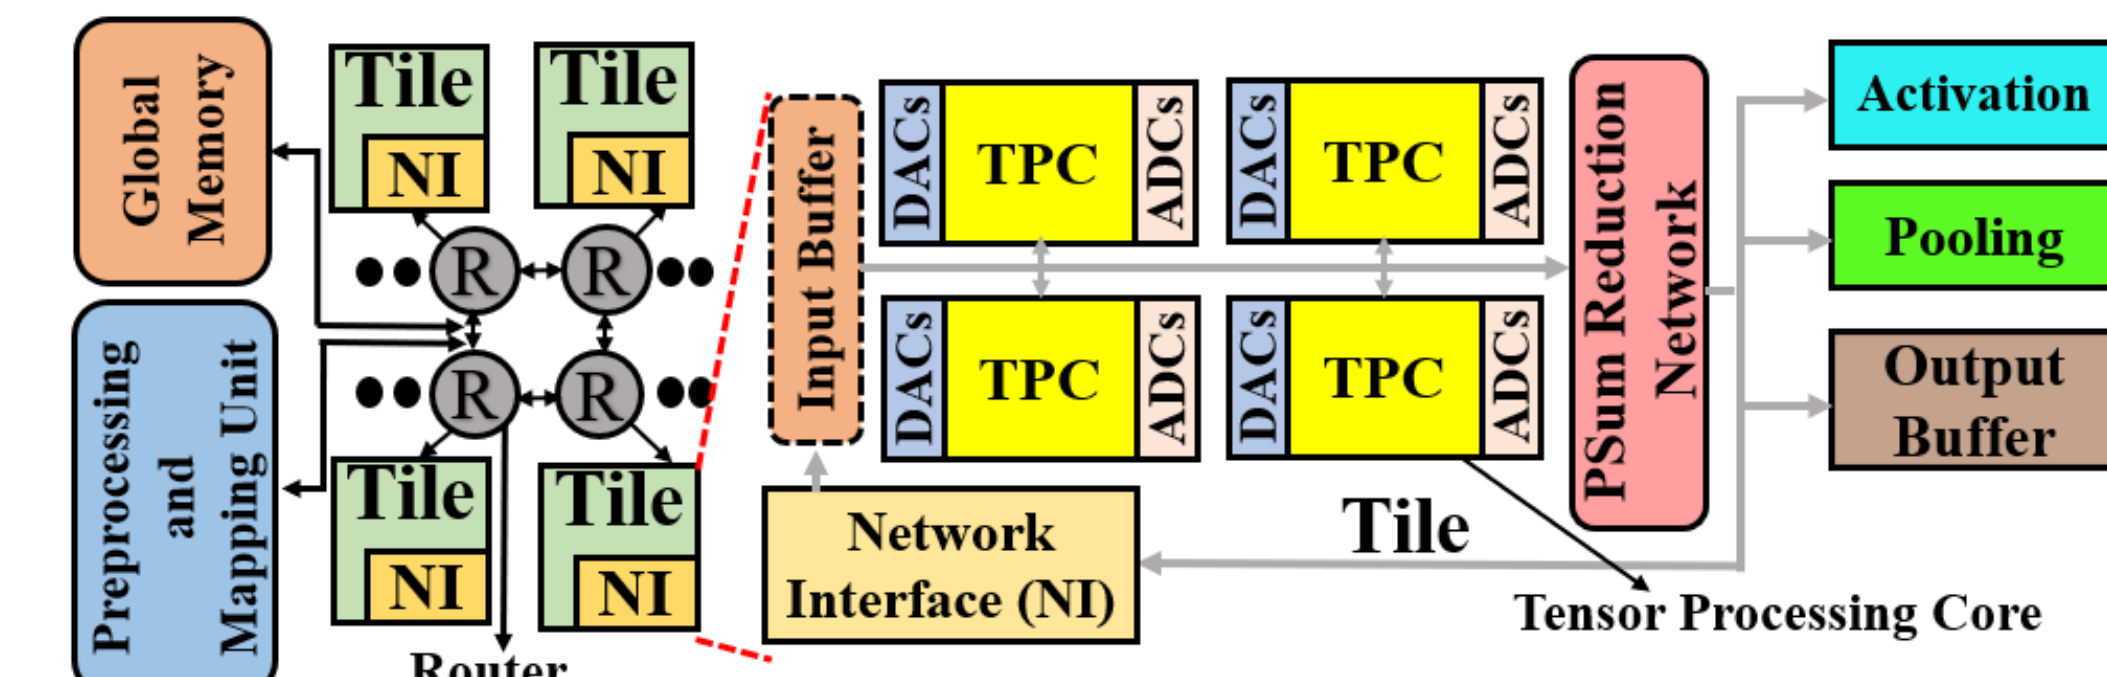 Global
Memory
Preprocessing
and
Mapping Unit
Tile
NI
Tile
NI
R
R
R
R
Tile
NI
Tile
NI
Router
Input Buffer
DACs
TPC
ADCs
DACs
TPC
ADCs
DACs
TPC
ADCs
DACs
TPC
ADCs
Network
Interface (NI)
Tile
Tensor Processing Core
PSum Reduction
Network
Activation
Pooling
Output
Buffer